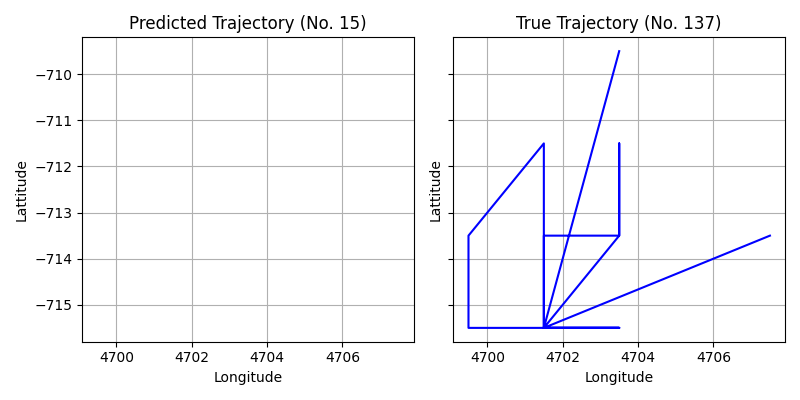 Predicted Trajectory (No. 15)
−710
−711
−712
−713
−714
−715
Lattitude
4700 4702 4704 4706
Longitude
True Trajectory (No. 137)
Lattitude
4700 4702 4704 4706
Longitude